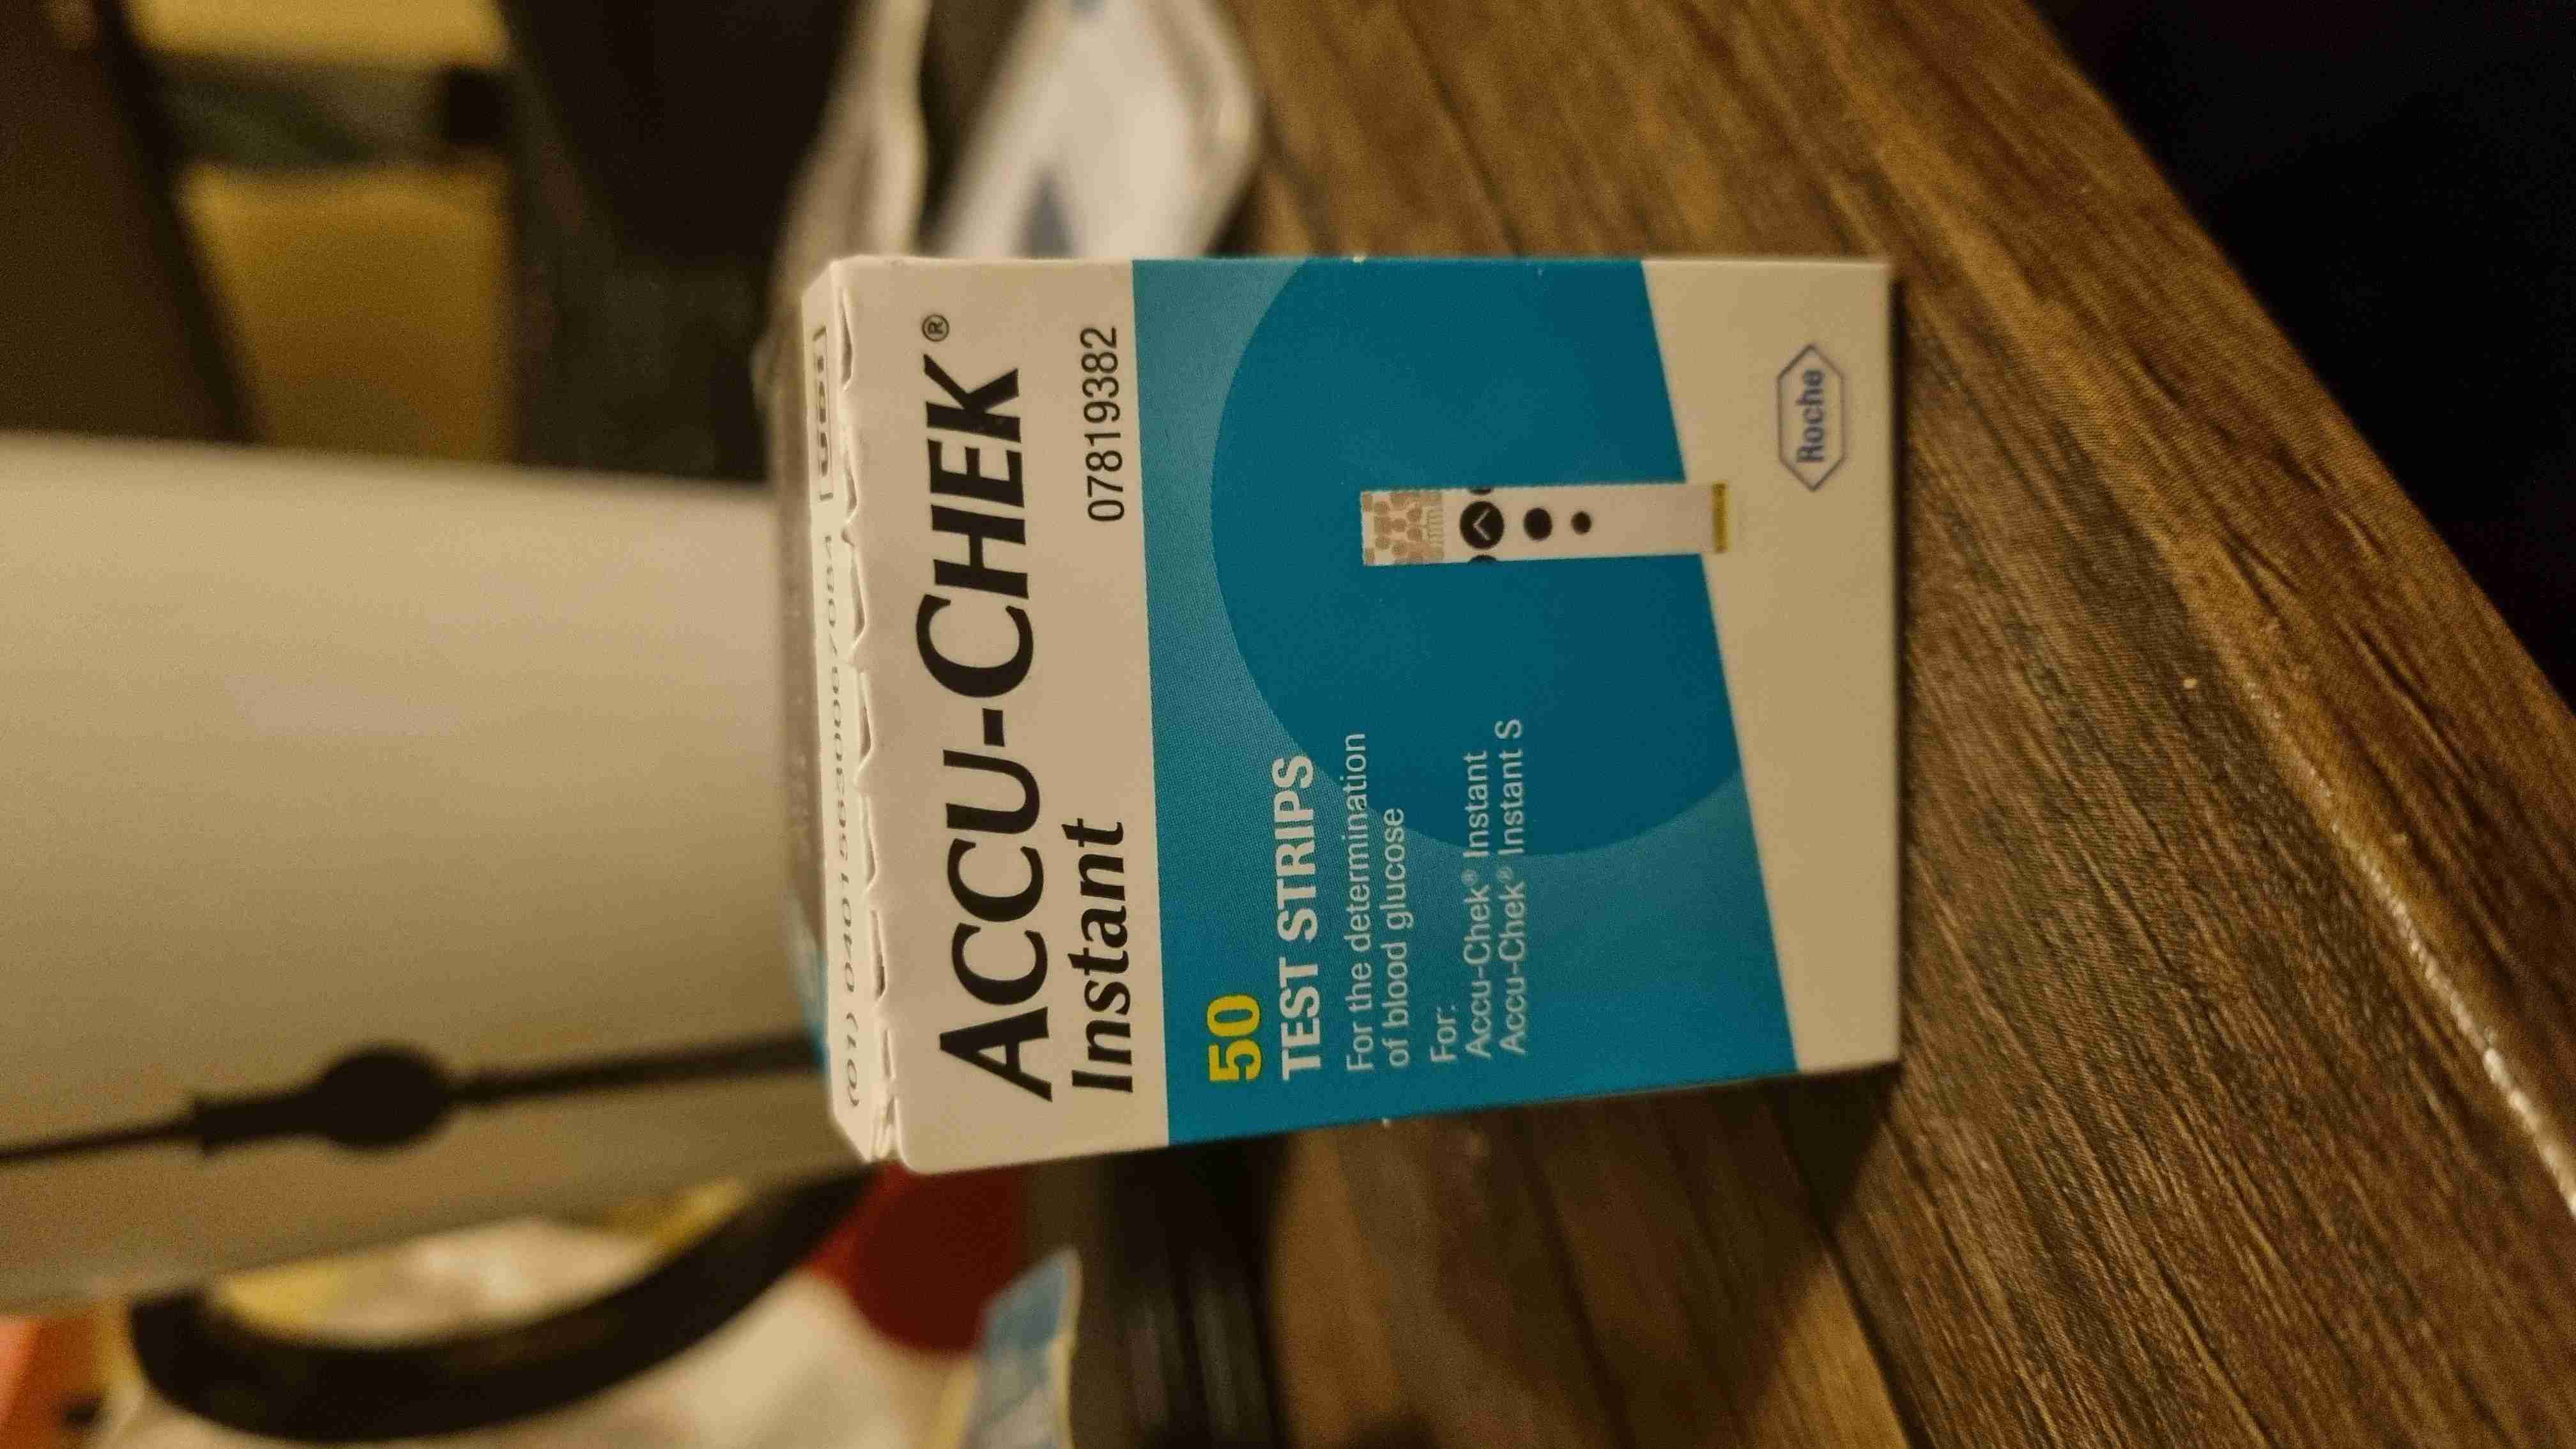 ACCU-CHEK®
Instant
07819382
50
TEST STRIPS
For the determination
of blood glucose
For:
Accu-Chek® Instant
Accu-Chek® Instant S
Roche